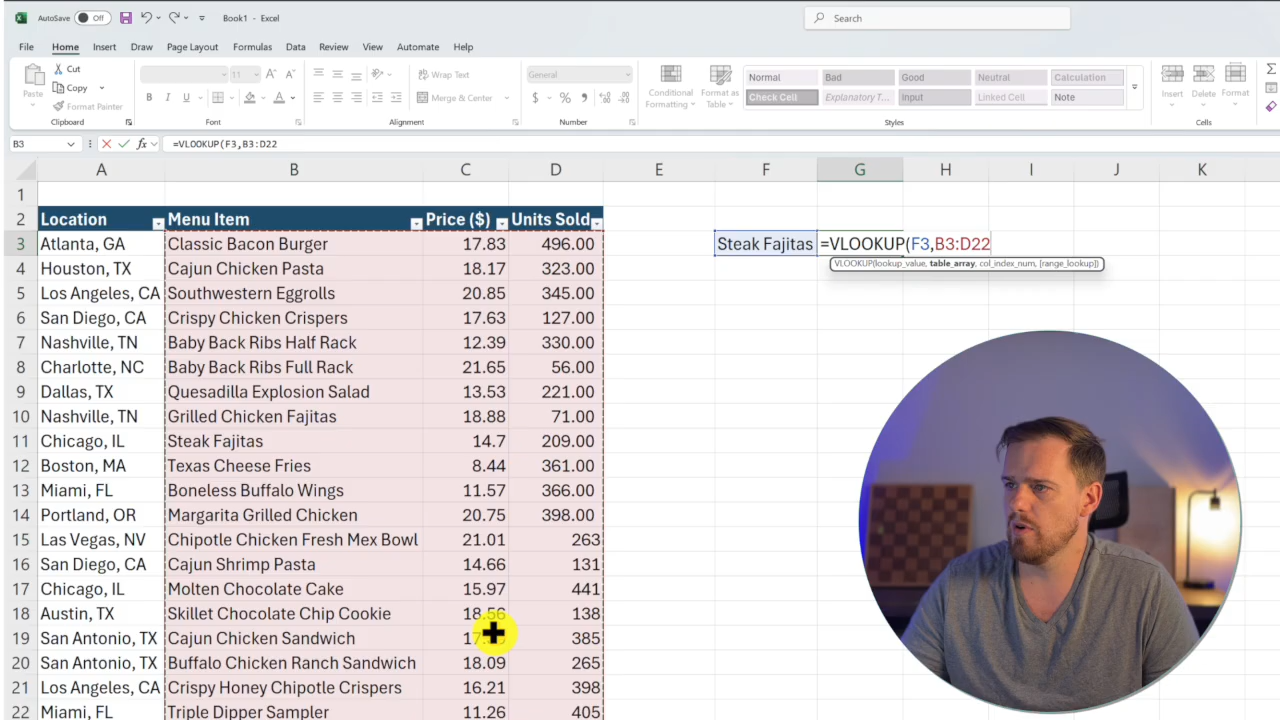 AutoSave Off Book1 - Excel Search
File Home Insert Draw Page Layout Formulas Data Review View Automate Help
Paste Cut Copy Format Painter
11 A A
B I U A
Wrap Text
Merge & Center
General
$ % ,
Conditional Formatting Format as Table
Normal Bad Good Neutral Calculation
Check Cell Explanatory T... Input Linked Cell Note
Insert Delete Format
Clipboard Font Alignment Number Styles Cells
B3 fx =VLOOKUP(F3,B3:D22
A B C D E F G H I J K
1
2 Location Menu Item Price ($) Units Sold
3 Atlanta, GA Classic Bacon Burger 17.83 496.00 Steak Fajitas =VLOOKUP(F3,B3:D22
VLOOKUP(lookup_value, table_array, col_index_num, [range_lookup])
4 Houston, TX Cajun Chicken Pasta 18.17 323.00
5 Los Angeles, CA Southwestern Eggrolls 20.85 345.00
6 San Diego, CA Crispy Chicken Crispers 17.63 127.00
7 Nashville, TN Baby Back Ribs Half Rack 12.39 330.00
8 Charlotte, NC Baby Back Ribs Full Rack 21.65 56.00
9 Dallas, TX Quesadilla Explosion Salad 13.53 221.00
10 Nashville, TN Grilled Chicken Fajitas 18.88 71.00
11 Chicago, IL Steak Fajitas 14.7 209.00
12 Boston, MA Texas Cheese Fries 8.44 361.00
13 Miami, FL Boneless Buffalo Wings 11.57 366.00
14 Portland, OR Margarita Grilled Chicken 20.75 398.00
15 Las Vegas, NV Chipotle Chicken Fresh Mex Bowl 21.01 263
16 San Diego, CA Cajun Shrimp Pasta 14.66 131
17 Chicago, IL Molten Chocolate Cake 15.97 441
18 Austin, TX Skillet Chocolate Chip Cookie 18.56 138
19 San Antonio, TX Cajun Chicken Sandwich 385
20 San Antonio, TX Buffalo Chicken Ranch Sandwich 18.09 265
21 Los Angeles, CA Crispy Honey Chipotle Crispers 16.21 398
22 Miami, FL Triple Dipper Sampler 11.26 405